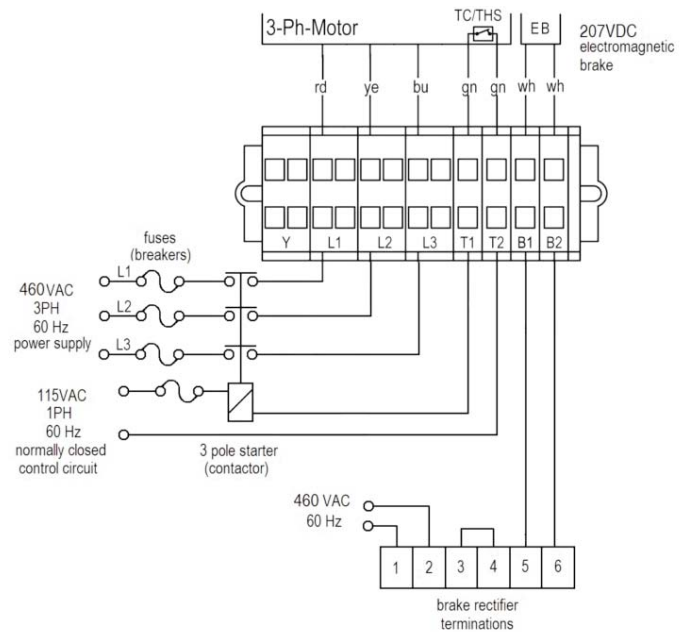 3-Ph-Motor
TC/THS
EB
207VDC
electromagnetic
brake
rd
ye
bu
gn
gn
wh
wh
Y
L1
L2
L3
T1
T2
B1
B2
fuses
(breakers)
L1
460VAC
3PH
60 Hz
power supply
L2
L3
115VAC
1PH
60 Hz
normally closed
control circuit
3 pole starter
(contactor)
460 VAC
60 Hz
1
2
3
4
5
6
brake rectifier
terminations